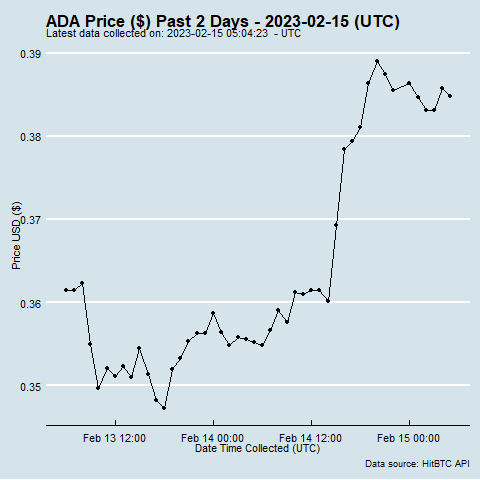 ADA Price ($) Past 2 Days - 2023-02-15 (UTC)
Latest data collected on: 2023-02-15 05:04:23  - UTC
0.39
0.38
0.37
0.36
0.35
Price USD ($)
Feb 13 12:00
Feb 14 00:00
Feb 14 12:00
Feb 15 00:00
Date Time Collected (UTC)
Data source: HitBTC API